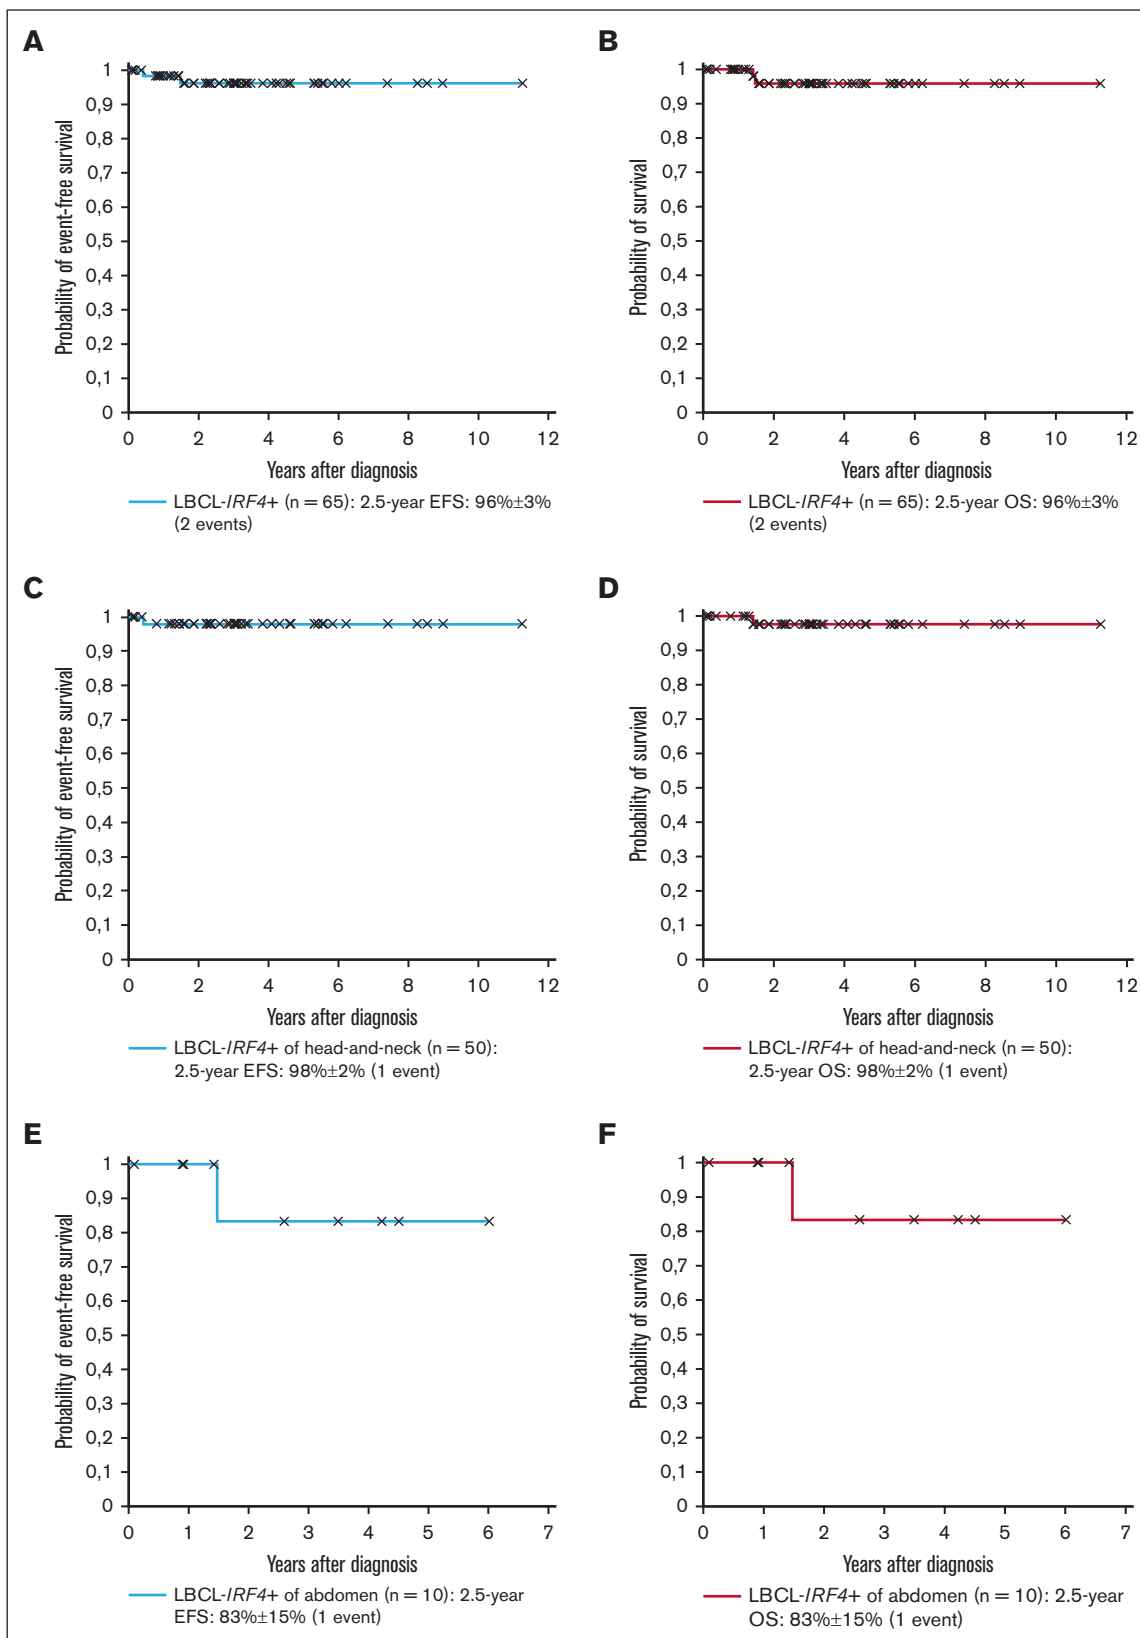 A
Probability of event-free survival
1
0,9
0,8
0,7
0,6
0,5
0,4
0,3
0,2
0,1
0
0 2 4 6 8 10 12
Years after diagnosis
LBCL-IRF4+ (n = 65): 2.5-year EFS: 96%±3%
(2 events)
B
Probability of survival
1
0,9
0,8
0,7
0,6
0,5
0,4
0,3
0,2
0,1
0
0 2 4 6 8 10 12
Years after diagnosis
LBCL-IRF4+ (n = 65): 2.5-year OS: 96%±3%
(2 events)
C
Probability of event-free survival
1
0,9
0,8
0,7
0,6
0,5
0,4
0,3
0,2
0,1
0
0 2 4 6 8 10 12
Years after diagnosis
LBCL-IRF4+ of head-and-neck (n = 50):
2.5-year EFS: 98%±2% (1 event)
D
Probability of survival
1
0,9
0,8
0,7
0,6
0,5
0,4
0,3
0,2
0,1
0
0 2 4 6 8 10 12
Years after diagnosis
LBCL-IRF4+ of head-and-neck (n = 50):
2.5-year OS: 98%±2% (1 event)
E
Probability of event-free survival
1
0,9
0,8
0,7
0,6
0,5
0,4
0,3
0,2
0,1
0
0 1 2 3 4 5 6 7
Years after diagnosis
LBCL-IRF4+ of abdomen (n = 10): 2.5-year
EFS: 83%±15% (1 event)
F
Probability of survival
1
0,9
0,8
0,7
0,6
0,5
0,4
0,3
0,2
0,1
0
0 1 2 3 4 5 6 7
Years after diagnosis
LBCL-IRF4+ of abdomen (n = 10): 2.5-year
OS: 83%±15% (1 event)